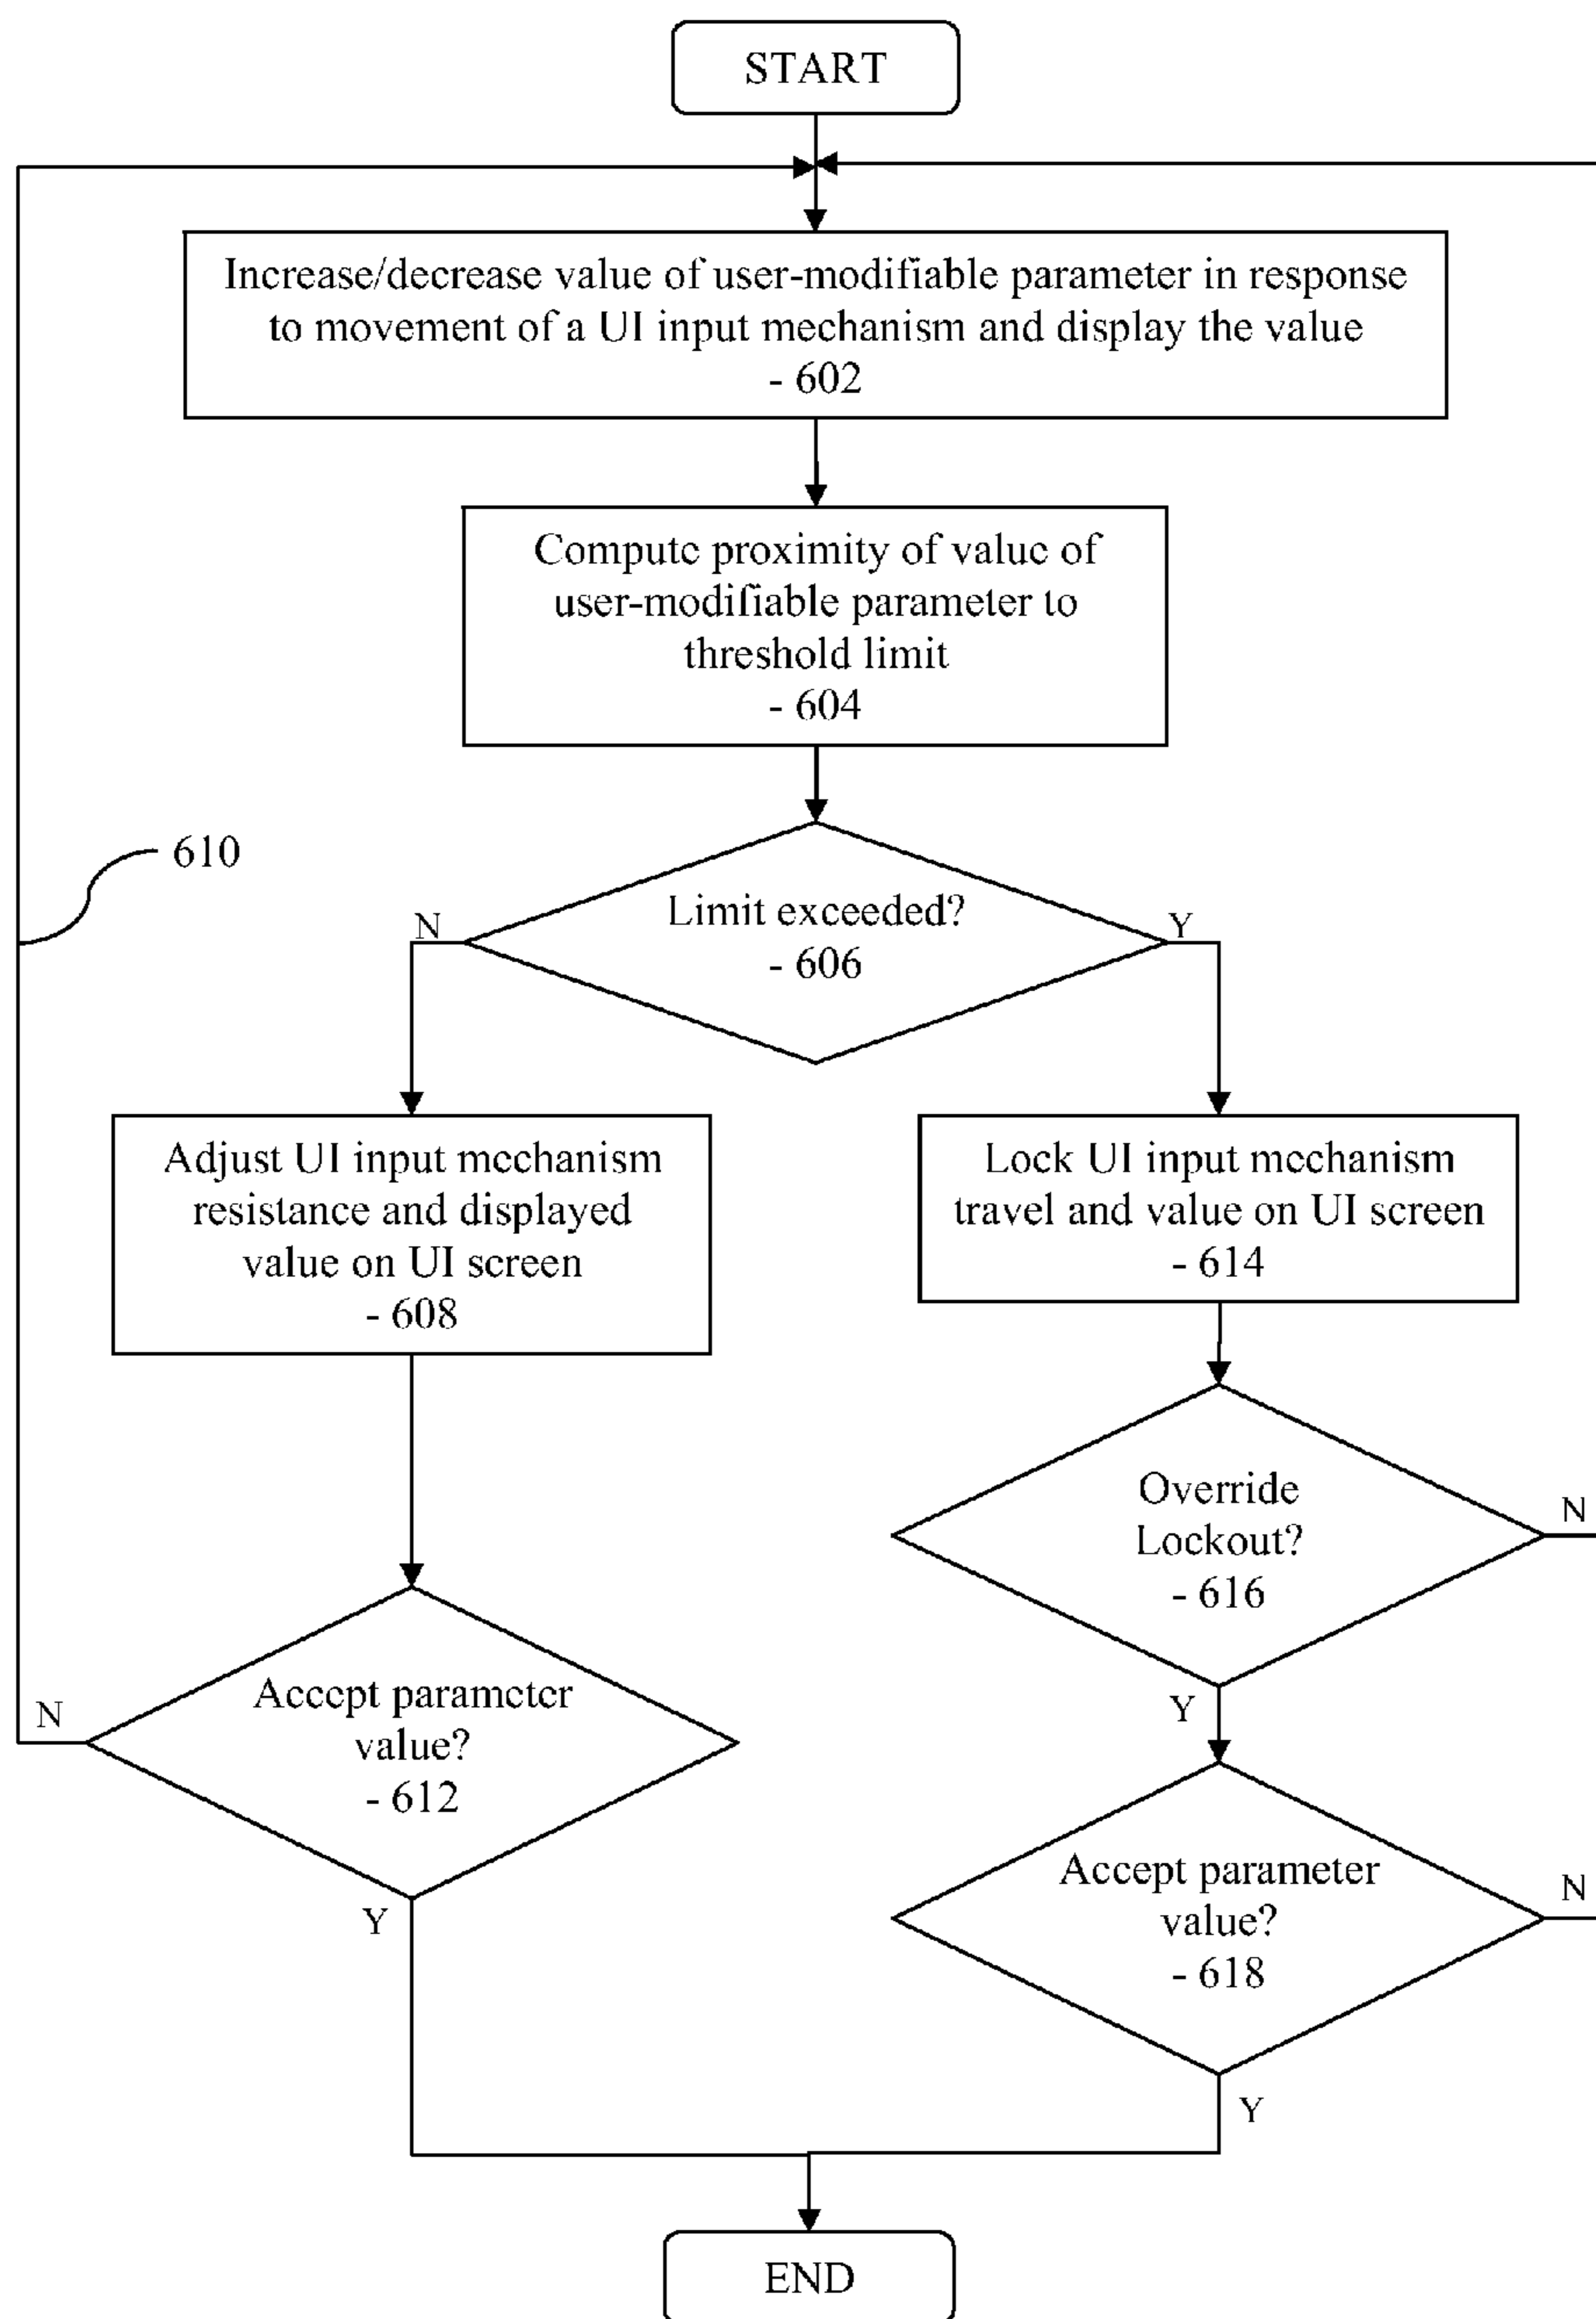 START
Increase/decrease value of user-modifiable parameter in response
to movement of a UI input mechanism and display the value
- 602
Compute proximity of value of
user-modifiable parameter to
threshold limit
- 604
610
N
Limit exceeded?
- 606
Y
Adjust UI input mechanism
resistance and displayed
value on UI screen
- 608
Lock UI input mechanism
travel and value on UI screen
- 614
Override
Lockout?
- 616
N
Y
N
Accept parameter
value?
- 612
Y
Accept parameter
value?
- 618
N
Y
END